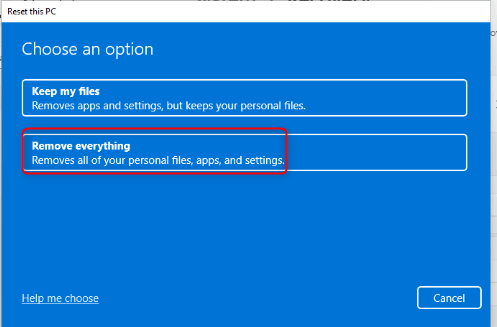 Reset this PC
Choose an option
Keep my files
Removes apps and settings, but keeps your personal files.
Remove everything
Removes all of your personal files, apps, and settings.
Help me choose
Cancel